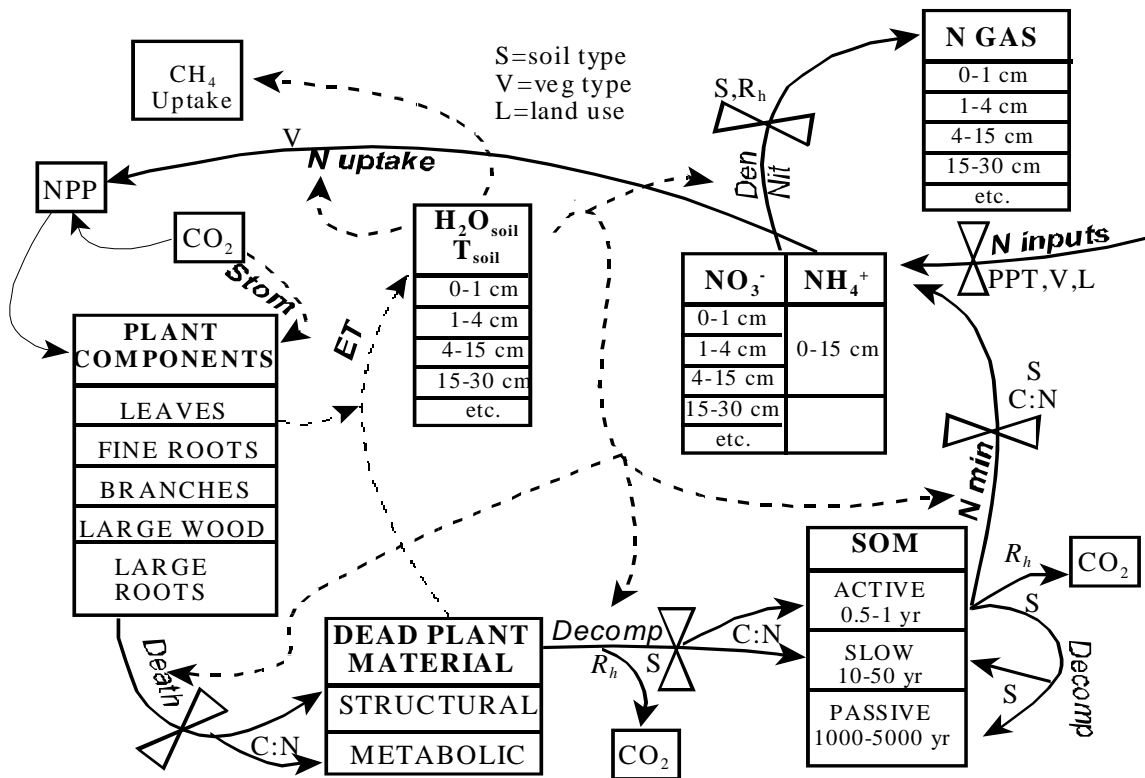 CH₄
Uptake
S=soil type
V=veg type
L=land use
S,Rₕ
N GAS
0-1 cm
1-4 cm
4-15 cm
15-30 cm
etc.
V
N uptake
Den
Nit
NPP
CO₂
Stom
H₂Osoil
Tsoil
0-1 cm
1-4 cm
4-15 cm
15-30 cm
etc.
ET
N inputs
PPT,V,L
NO₃⁻
0-1 cm
1-4 cm
4-15 cm
15-30 cm
etc.
NH₄⁺
0-15 cm
S
C:N
N min
PLANT
COMPONENTS
LEAVES
FINE ROOTS
BRANCHES
LARGE WOOD
LARGE
ROOTS
Death
C:N
DEAD PLANT
MATERIAL
STRUCTURAL
METABOLIC
Decomp
Rₕ
S
C:N
CO₂
SOM
ACTIVE
0.5-1 yr
SLOW
10-50 yr
PASSIVE
1000-5000 yr
Rₕ
CO₂
S
S
Decomp